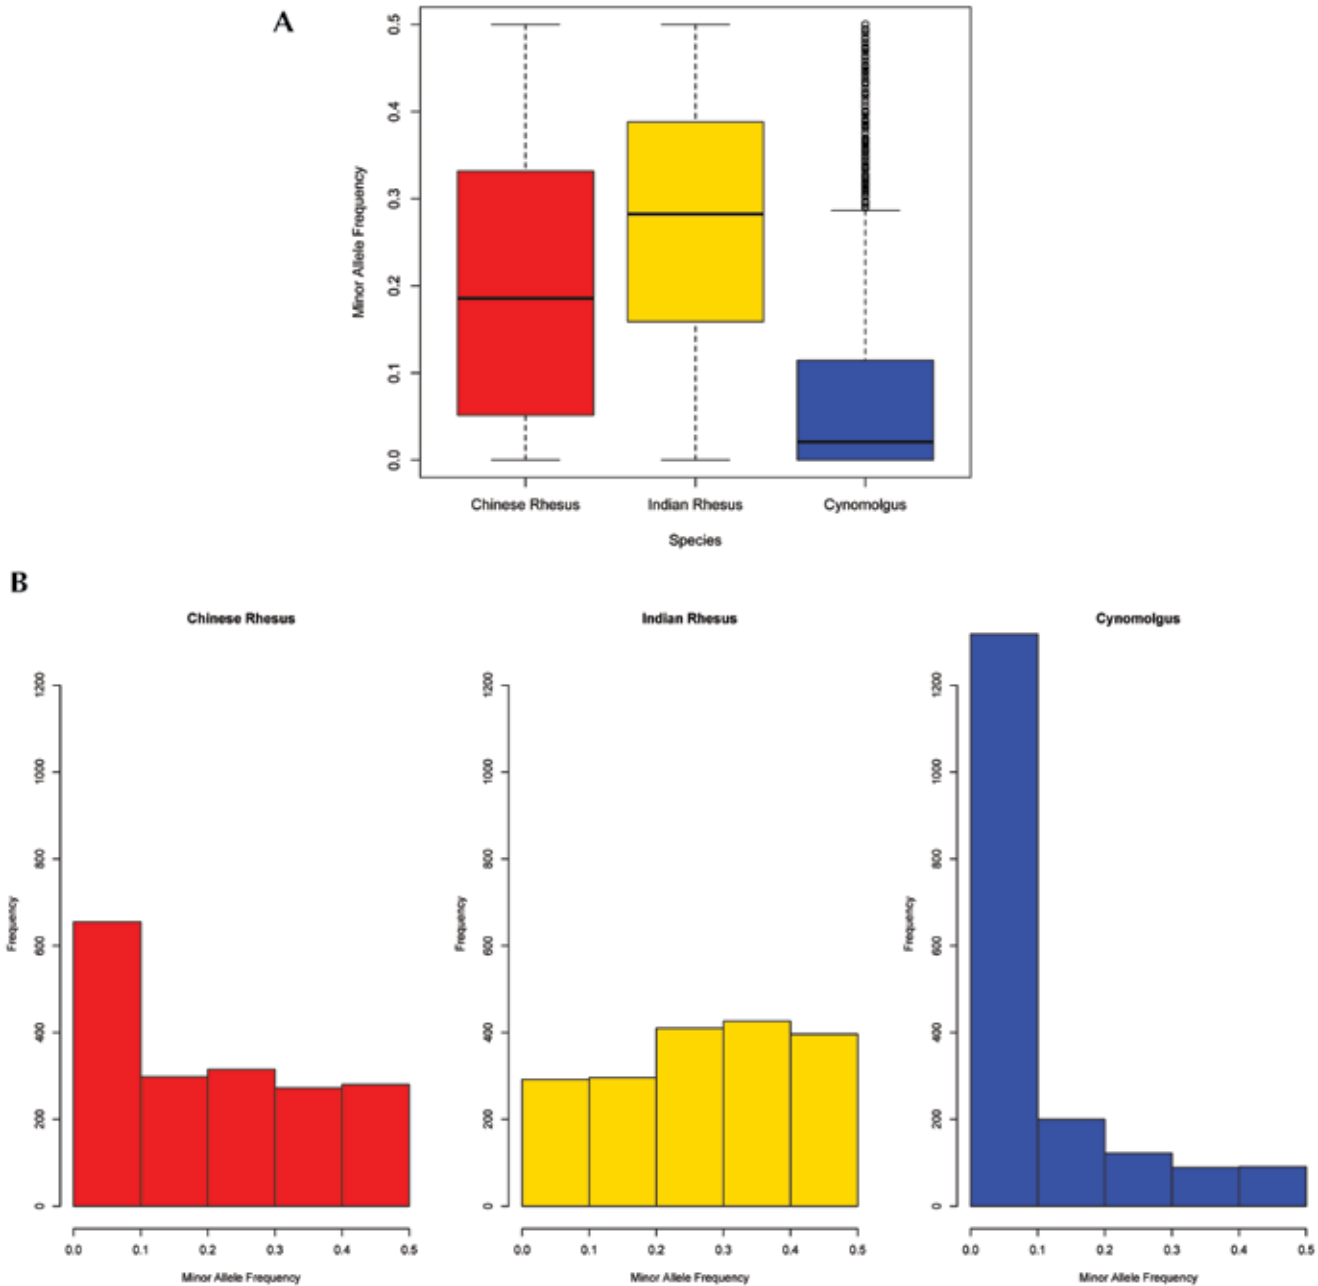 A
Minor Allele Frequency
0.5
0.4
0.3
0.2
0.1
0.0
Chinese Rhesus Indian Rhesus Cynomolgus
Species
B
Chinese Rhesus
Frequency
1200
1000
800
600
400
200
0
0.0 0.1 0.2 0.3 0.4 0.5
Minor Allele Frequency
Indian Rhesus
Frequency
1200
1000
800
600
400
200
0
0.0 0.1 0.2 0.3 0.4 0.5
Minor Allele Frequency
Cynomolgus
Frequency
1200
1000
800
600
400
200
0
0.0 0.1 0.2 0.3 0.4 0.5
Minor Allele Frequency